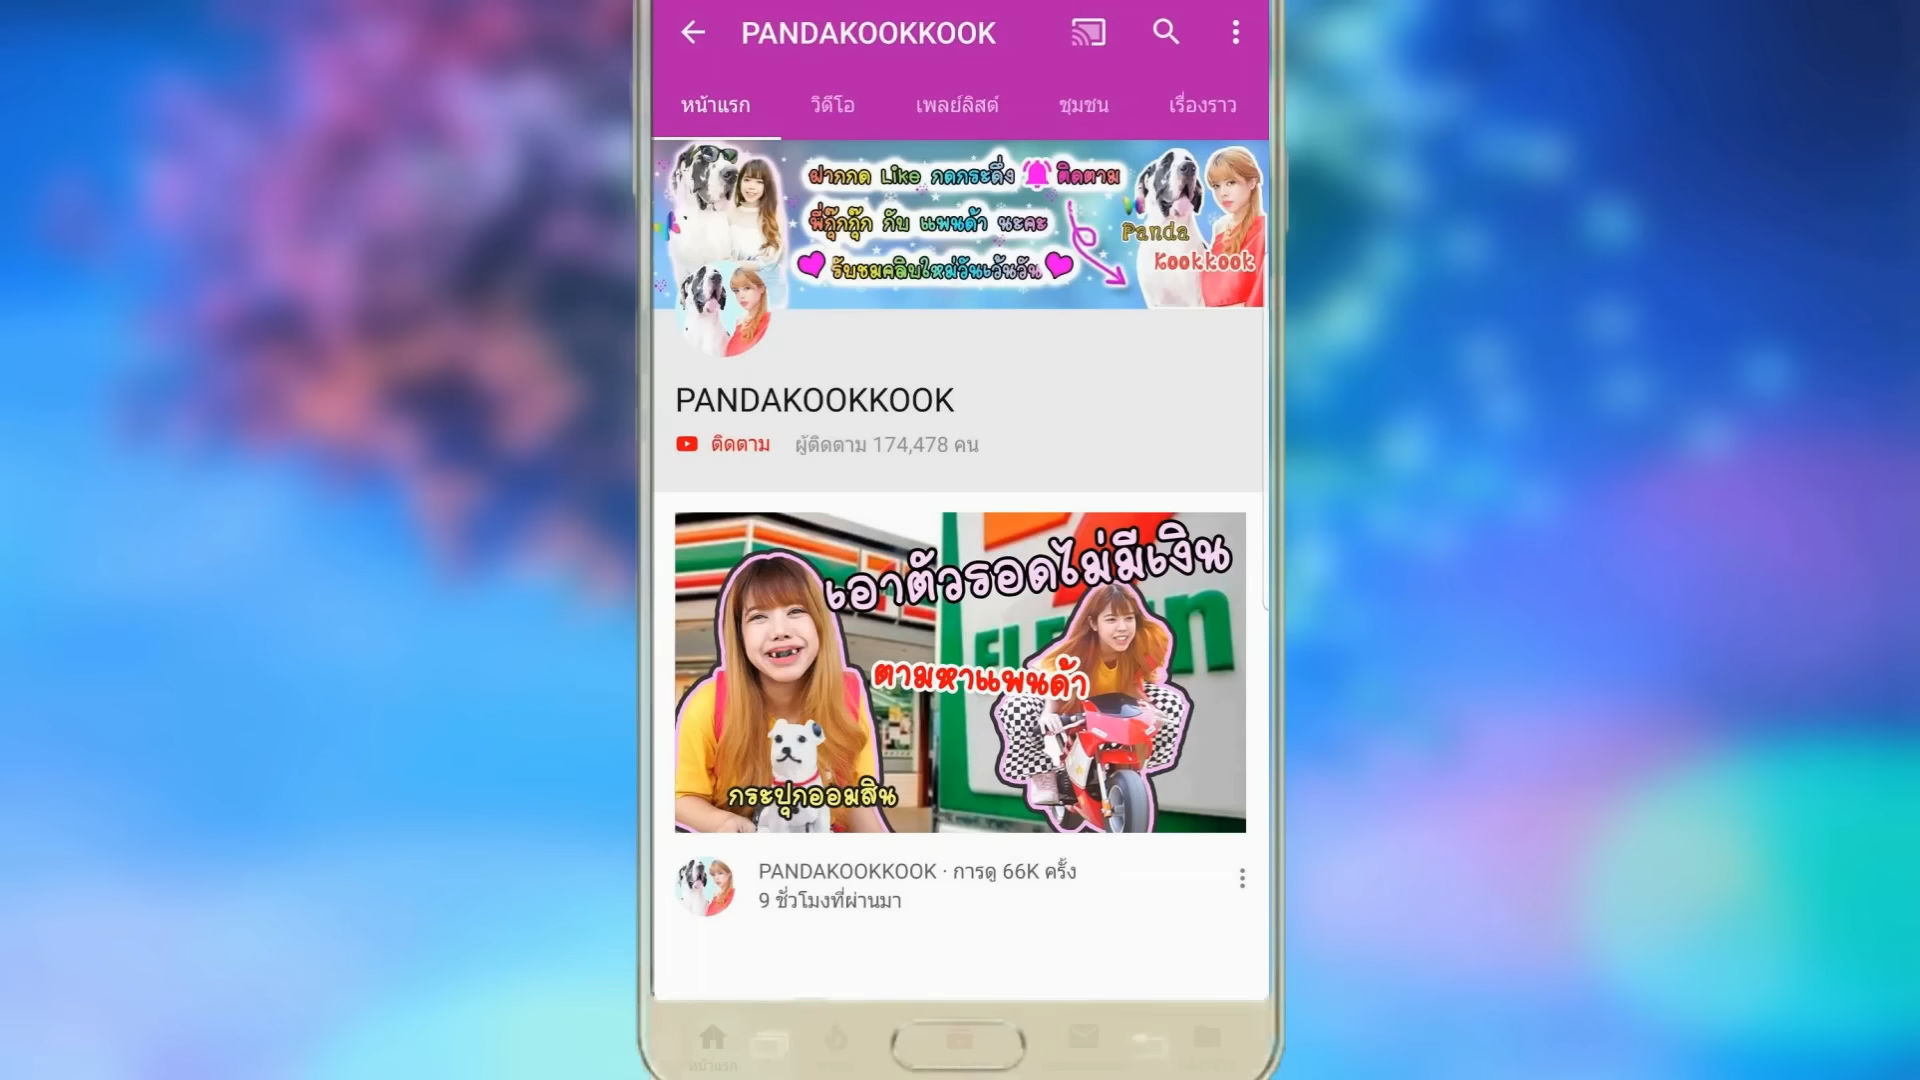 PANDAKOOKKOOK
หน้าแรก วิดีโอ เพลย์ลิสต์ ชุมชน เรื่องราว
ฝากกด Like กดกระดิ่ง ติดตาม
พี่กุ๊กกุ๊ก กับ แพนด้า นะคะ
รับชมคลิปใหม่วันเว้นวัน
Panda
Kookkook
PANDAKOOKKOOK
ติดตาม ผู้ติดตาม 174,478 คน
เอาตัวรอดไม่มีเงิน
ตามหาแพนด้า
กระปุกออมสิน
PANDAKOOKKOOK · การดู 66K ครั้ง
9 ชั่วโมงที่ผ่านมา
หน้าแรก